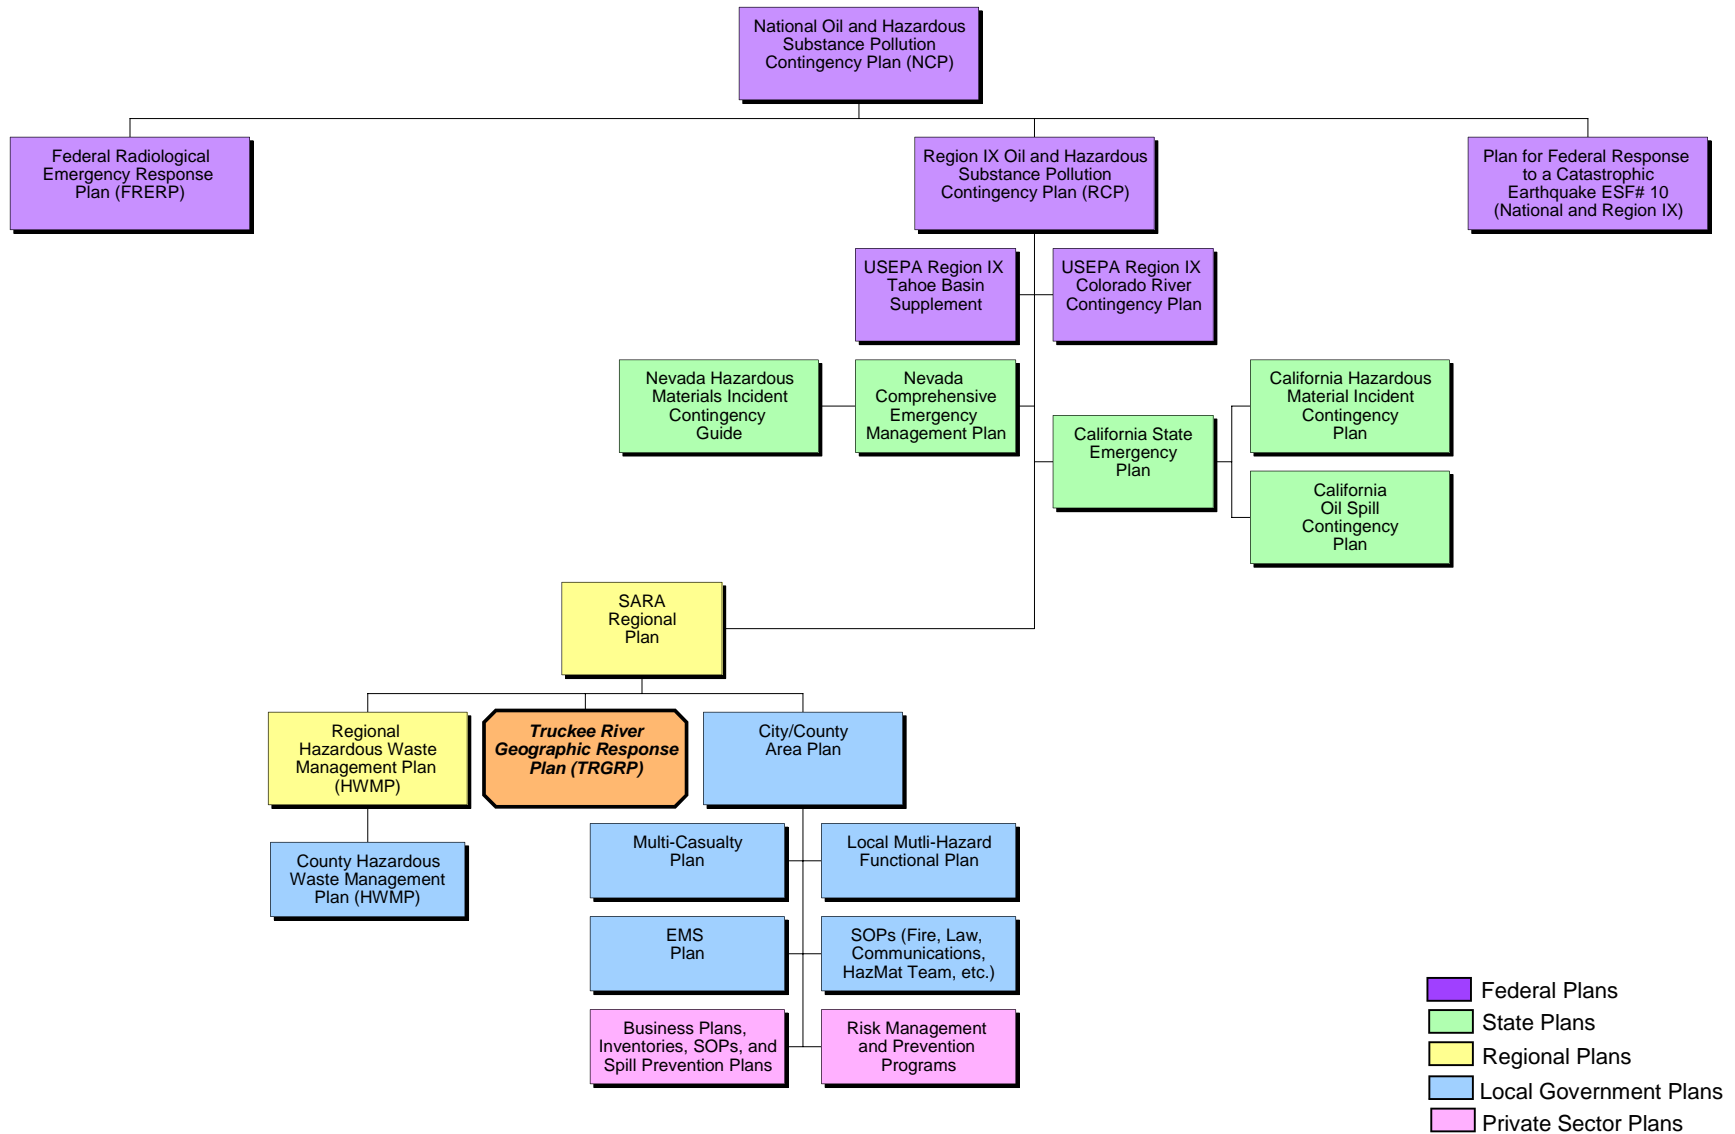 National Oil and Hazardous
Substance Pollution
Contingency Plan (NCP)
Federal Radiological
Emergency Response
Plan (FRERP)
Region IX Oil and Hazardous
Substance Pollution
Contingency Plan (RCP)
Plan for Federal Response
to a Catastrophic
Earthquake ESF# 10
(National and Region IX)
USEPA Region IX
Tahoe Basin
Supplement
USEPA Region IX
Colorado River
Contingency Plan
Nevada Hazardous
Materials Incident
Contingency
Guide
Nevada
Comprehensive
Emergency
Management Plan
California State
Emergency
Plan
California Hazardous
Material Incident
Contingency
Plan
California
Oil Spill
Contingency
Plan
SARA
Regional
Plan
Regional
Hazardous Waste
Management Plan
(HWMP)
Truckee River
Geographic Response
Plan (TRGRP)
City/County
Area Plan
County Hazardous
Waste Management
Plan (HWMP)
Multi-Casualty
Plan
Local Mutli-Hazard
Functional Plan
EMS
Plan
SOPs (Fire, Law,
Communications,
HazMat Team, etc.)
Business Plans,
Inventories, SOPs, and
Spill Prevention Plans
Risk Management
and Prevention
Programs
Federal Plans
State Plans
Regional Plans
Local Government Plans
Private Sector Plans